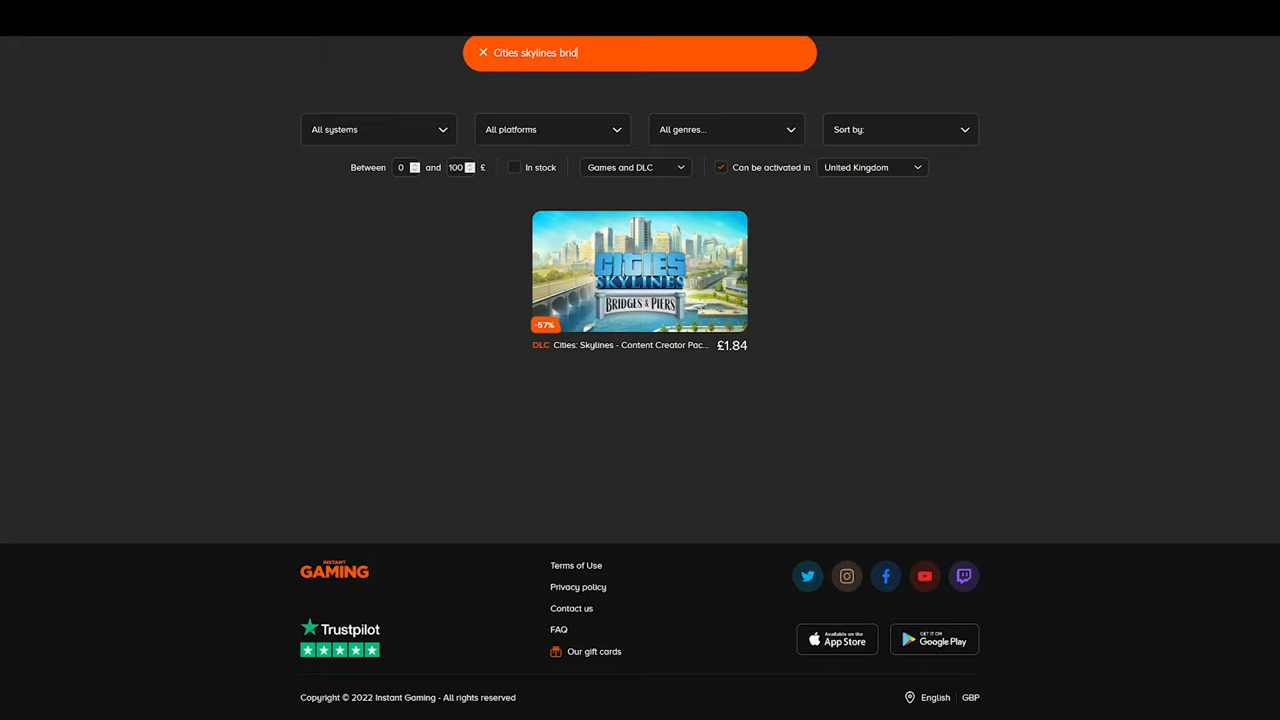 Cities skylines brid
All systems
All platforms
All genres...
Sort by:
Between 0 and 100 £
In stock
Games and DLC
Can be activated in
United Kingdom
CITIES
SKYLINES
BRIDGES & PIERS
-57%
DLC Cities: Skylines - Content Creator Pac... £1.84
INSTANT
GAMING
Trustpilot
Terms of Use
Privacy policy
Contact us
FAQ
Our gift cards
Available on the
App Store
GET IT ON
Google Play
Copyright © 2022 Instant Gaming - All rights reserved
English
GBP